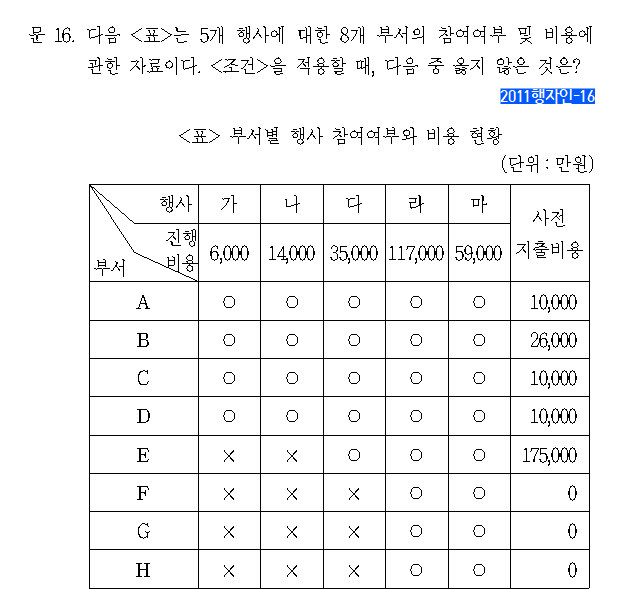 문 16. 다음 <표>는 5개 행사에 대한 8개 부서의 참여여부 및 비용에
관한 자료이다. <조건>을 적용할 때, 다음 중 옳지 않은 것은?
2011행자인-16
<표> 부서별 행사 참여여부와 비용 현황
(단위 : 만원)
행사 가 나 다 라 마 사전
지출비용
부서 진행
비용 6,000 14,000 35,000 117,000 59,000
A ○ ○ ○ ○ ○ 10,000
B ○ ○ ○ ○ ○ 26,000
C ○ ○ ○ ○ ○ 10,000
D ○ ○ ○ ○ ○ 10,000
E × × ○ ○ ○ 175,000
F × × × ○ ○ 0
G × × × ○ ○ 0
H × × × ○ ○ 0